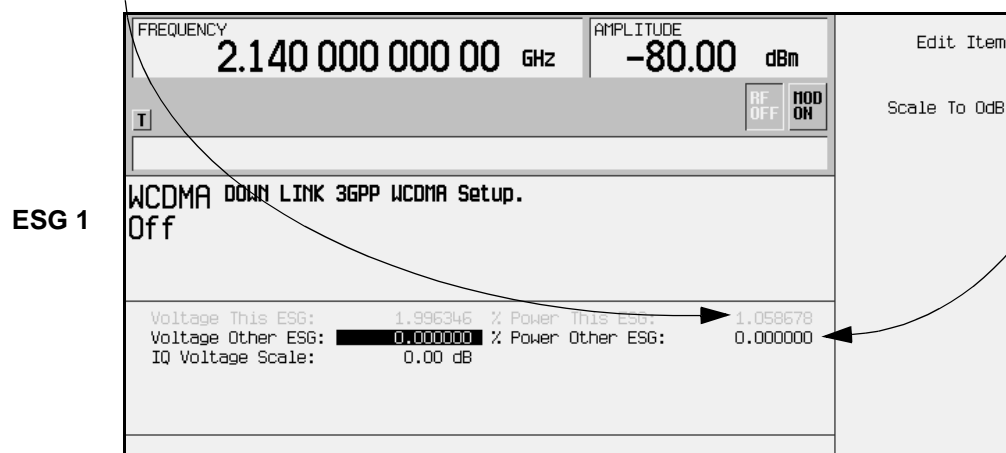 FREQUENCY
2.140 000 000 00 GHz
AMPLITUDE
-80.00 dBm
Edit Item
RF OFF
MOD ON
T
Scale To 0dB
ESG 1
WCDMA DOWN LINK 3GPP WCDMA Setup.
Off
Voltage This ESG: 1.996346 % Power This ESG: 1.058678
Voltage Other ESG: 0.000000 % Power Other ESG: 0.000000
IQ Voltage Scale: 0.00 dB